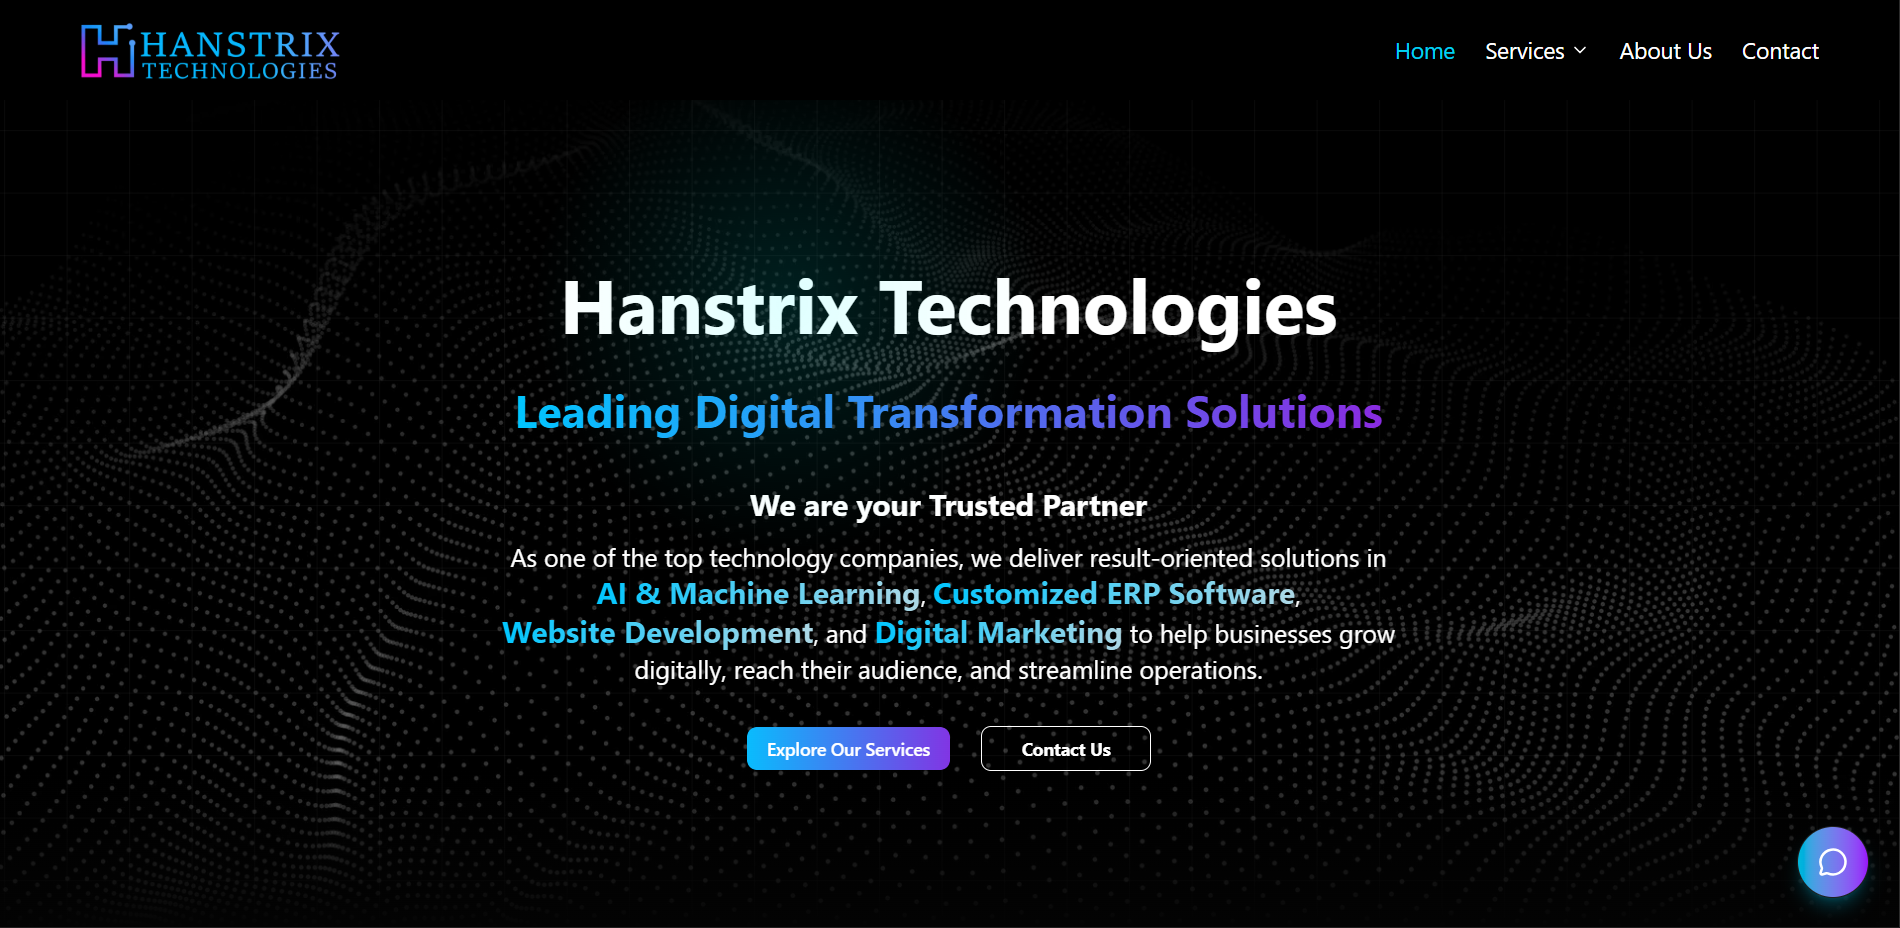 HANSTRIX
TECHNOLOGIES
Home Services About Us Contact
Hanstrix Technologies
Leading Digital Transformation Solutions
We are your Trusted Partner
As one of the top technology companies, we deliver result-oriented solutions in
AI & Machine Learning, Customized ERP Software,
Website Development, and Digital Marketing to help businesses grow
digitally, reach their audience, and streamline operations.
Explore Our Services Contact Us